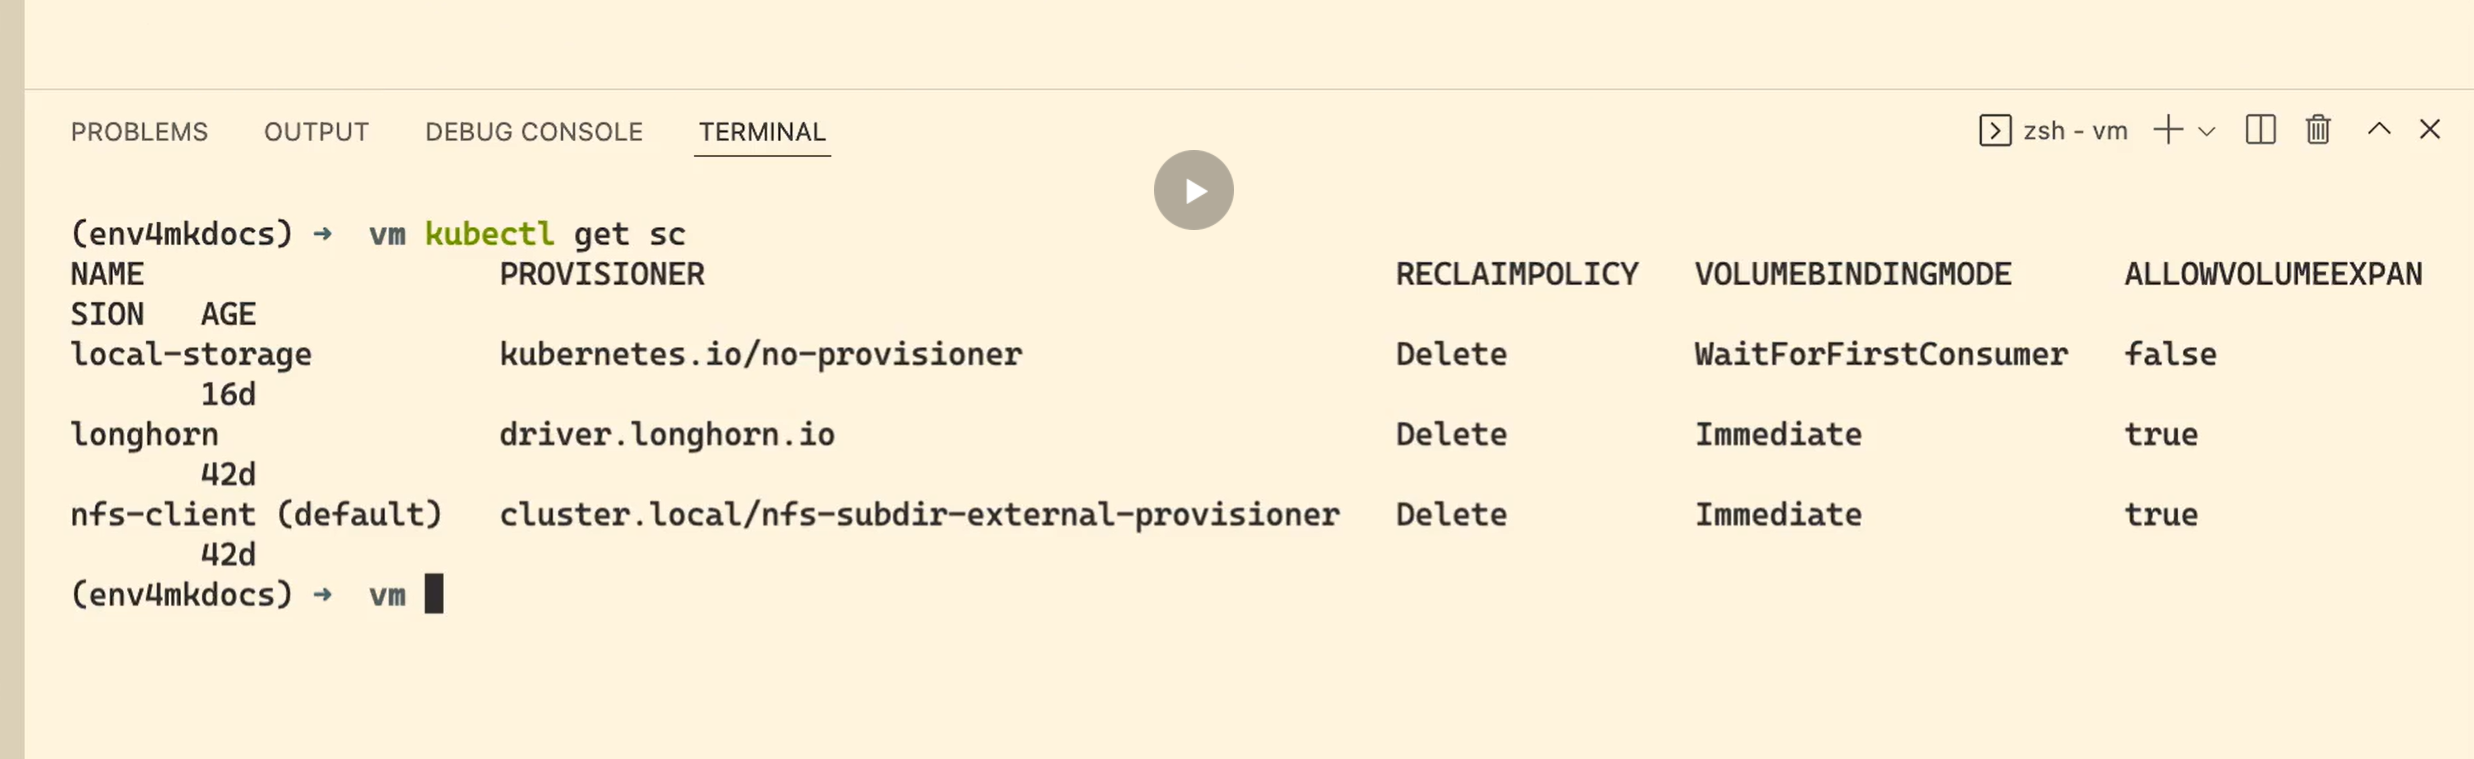 PROBLEMS OUTPUT DEBUG CONSOLE TERMINAL zsh - vm
(env4mkdocs) ➜ vm kubectl get sc
NAME PROVISIONER RECLAIMPOLICY VOLUMEBINDINGMODE ALLOWVOLUMEEXPAN
SION AGE
local-storage kubernetes.io/no-provisioner Delete WaitForFirstConsumer false
16d
longhorn driver.longhorn.io Delete Immediate true
42d
nfs-client (default) cluster.local/nfs-subdir-external-provisioner Delete Immediate true
42d
(env4mkdocs) ➜ vm